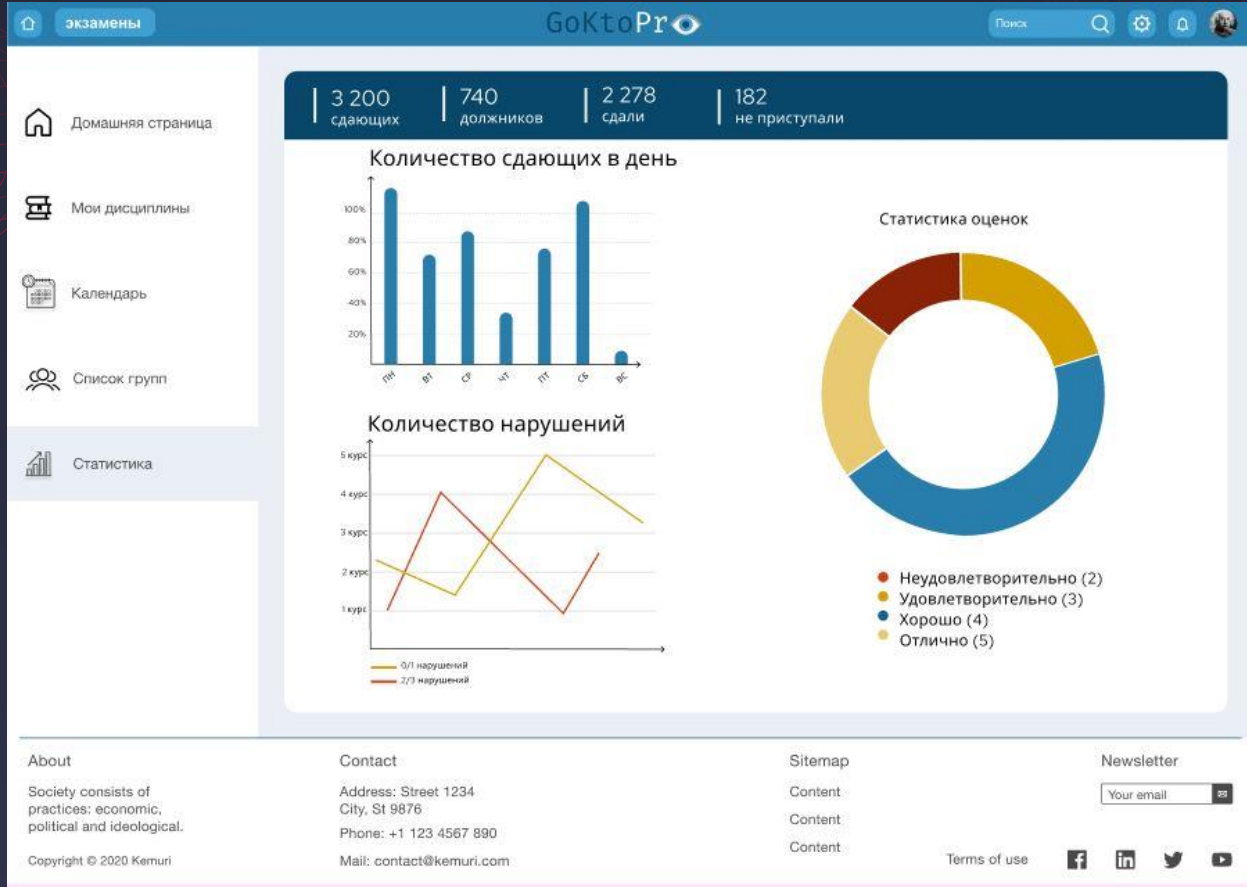 экзамены
GoKtoPro
Поиск
Домашняя страница
Мои дисциплины
Календарь
Список групп
Статистика
3 200
сдающих
740
должников
2 278
сдали
182
не приступали
Количество сдающих в день
100%
80%
60%
40%
20%
ПН
ВТ
СР
ЧТ
ПТ
СБ
ВС
Количество нарушений
5 курс
4 курс
3 курс
2 курс
1 курс
0/1 нарушений
2/3 нарушений
Статистика оценок
Неудовлетворительно (2)
Удовлетворительно (3)
Хорошо (4)
Отлично (5)
About
Society consists of
practices: economic,
political and ideological.
Copyright © 2020 Kemuri
Contact
Address: Street 1234
City, St 9876
Phone: +1 123 4567 890
Mail: contact@kemuri.com
Sitemap
Content
Content
Content
Newsletter
Your email
Terms of use